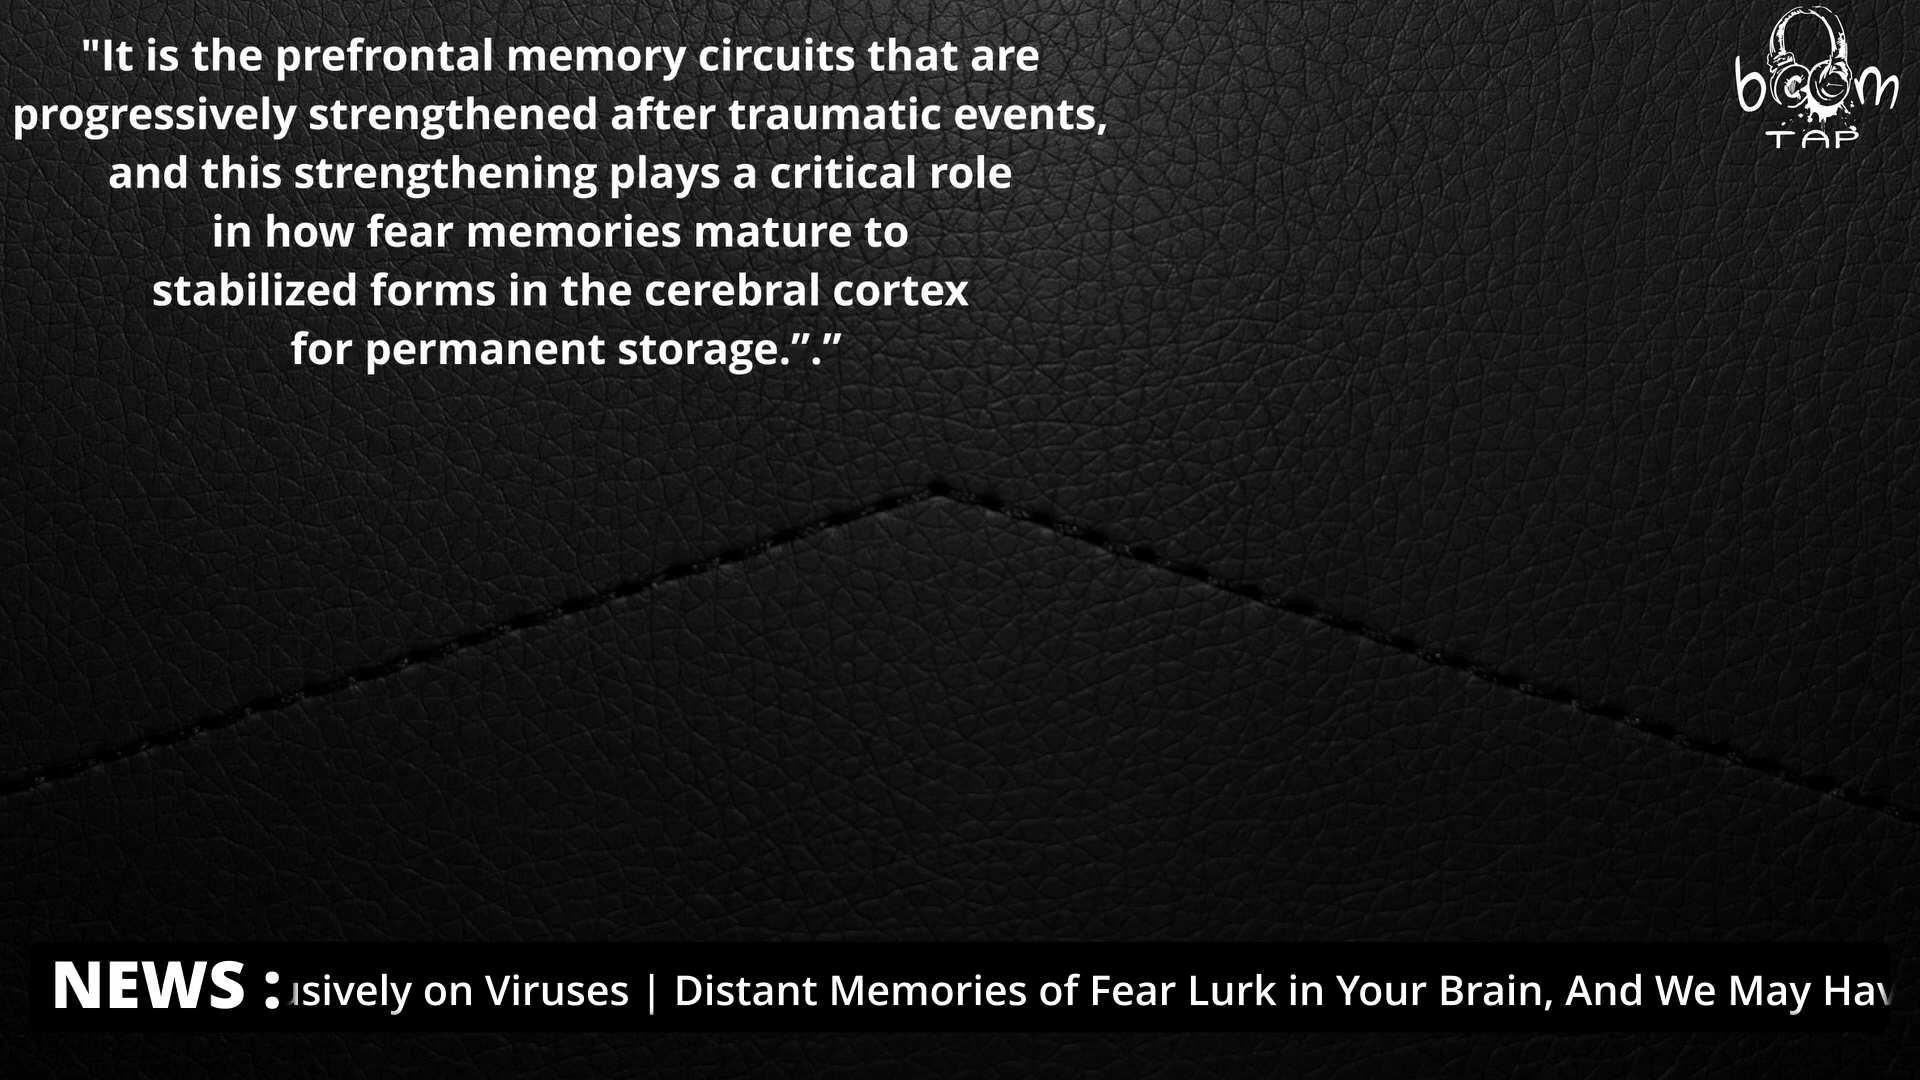 "It is the prefrontal memory circuits that are
progressively strengthened after traumatic events,
and this strengthening plays a critical role
in how fear memories mature to
stabilized forms in the cerebral cortex
for permanent storage.”.”
boom
TAP
NEWS :
usively on Viruses | Distant Memories of Fear Lurk in Your Brain, And We May Hav